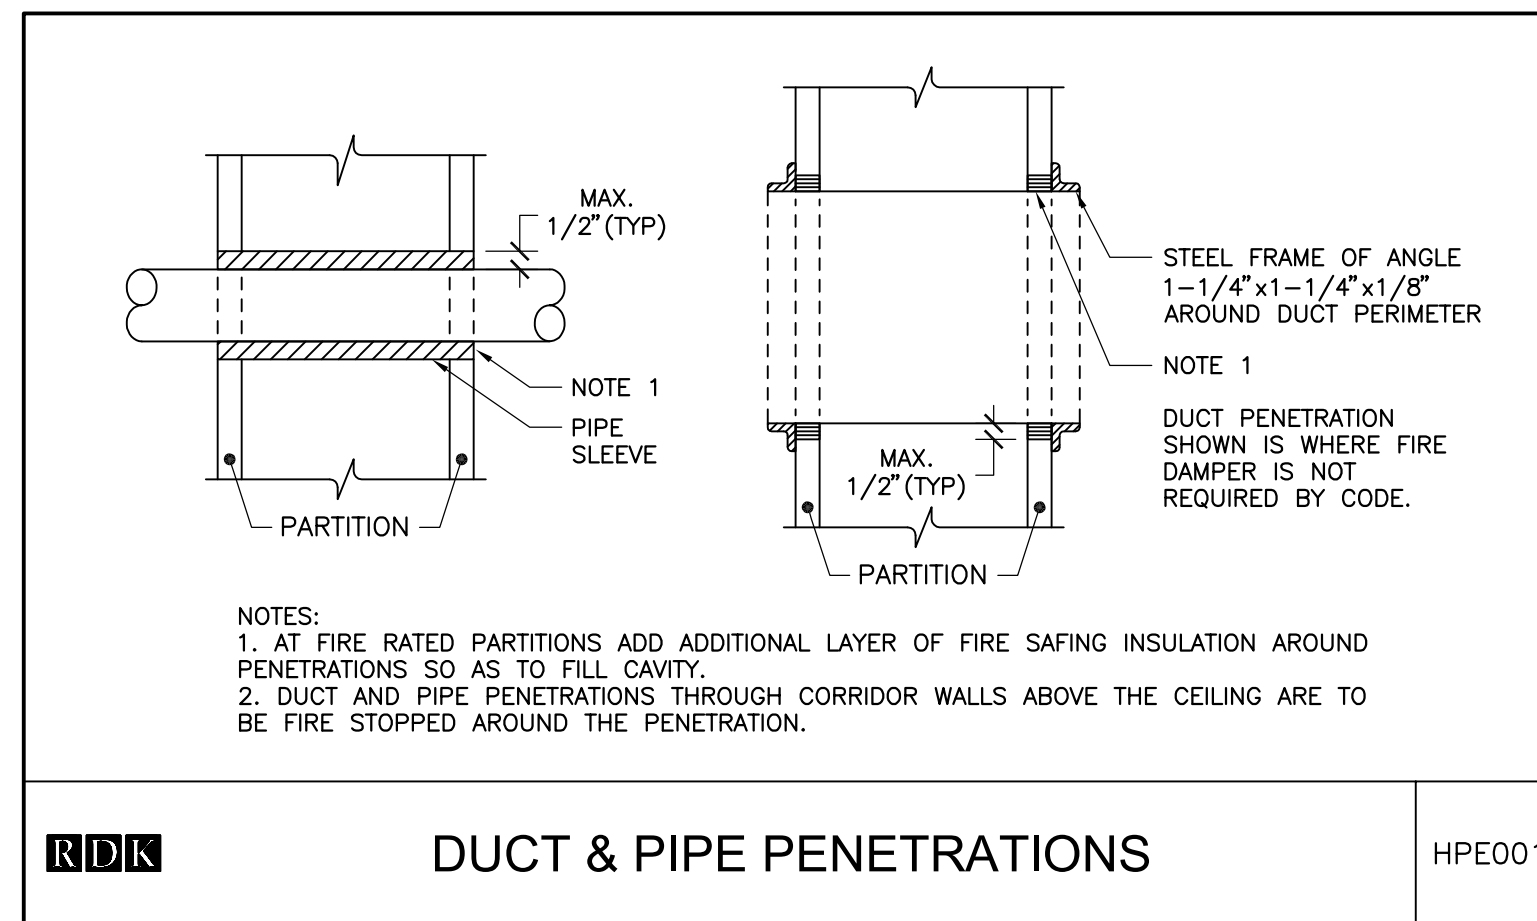 MAX.
1/2" (TYP)
NOTE 1
PIPE
SLEEVE
PARTITION
STEEL FRAME OF ANGLE
1-1/4"x1-1/4"x1/8"
AROUND DUCT PERIMETER
NOTE 1
DUCT PENETRATION
SHOWN IS WHERE FIRE
DAMPER IS NOT
REQUIRED BY CODE.
MAX.
1/2" (TYP)
PARTITION
NOTES:
1. AT FIRE RATED PARTITIONS ADD ADDITIONAL LAYER OF FIRE SAFING INSULATION AROUND
PENETRATIONS SO AS TO FILL CAVITY.
2. DUCT AND PIPE PENETRATIONS THROUGH CORRIDOR WALLS ABOVE THE CEILING ARE TO
BE FIRE STOPPED AROUND THE PENETRATION.
RDK
DUCT & PIPE PENETRATIONS
HPE001